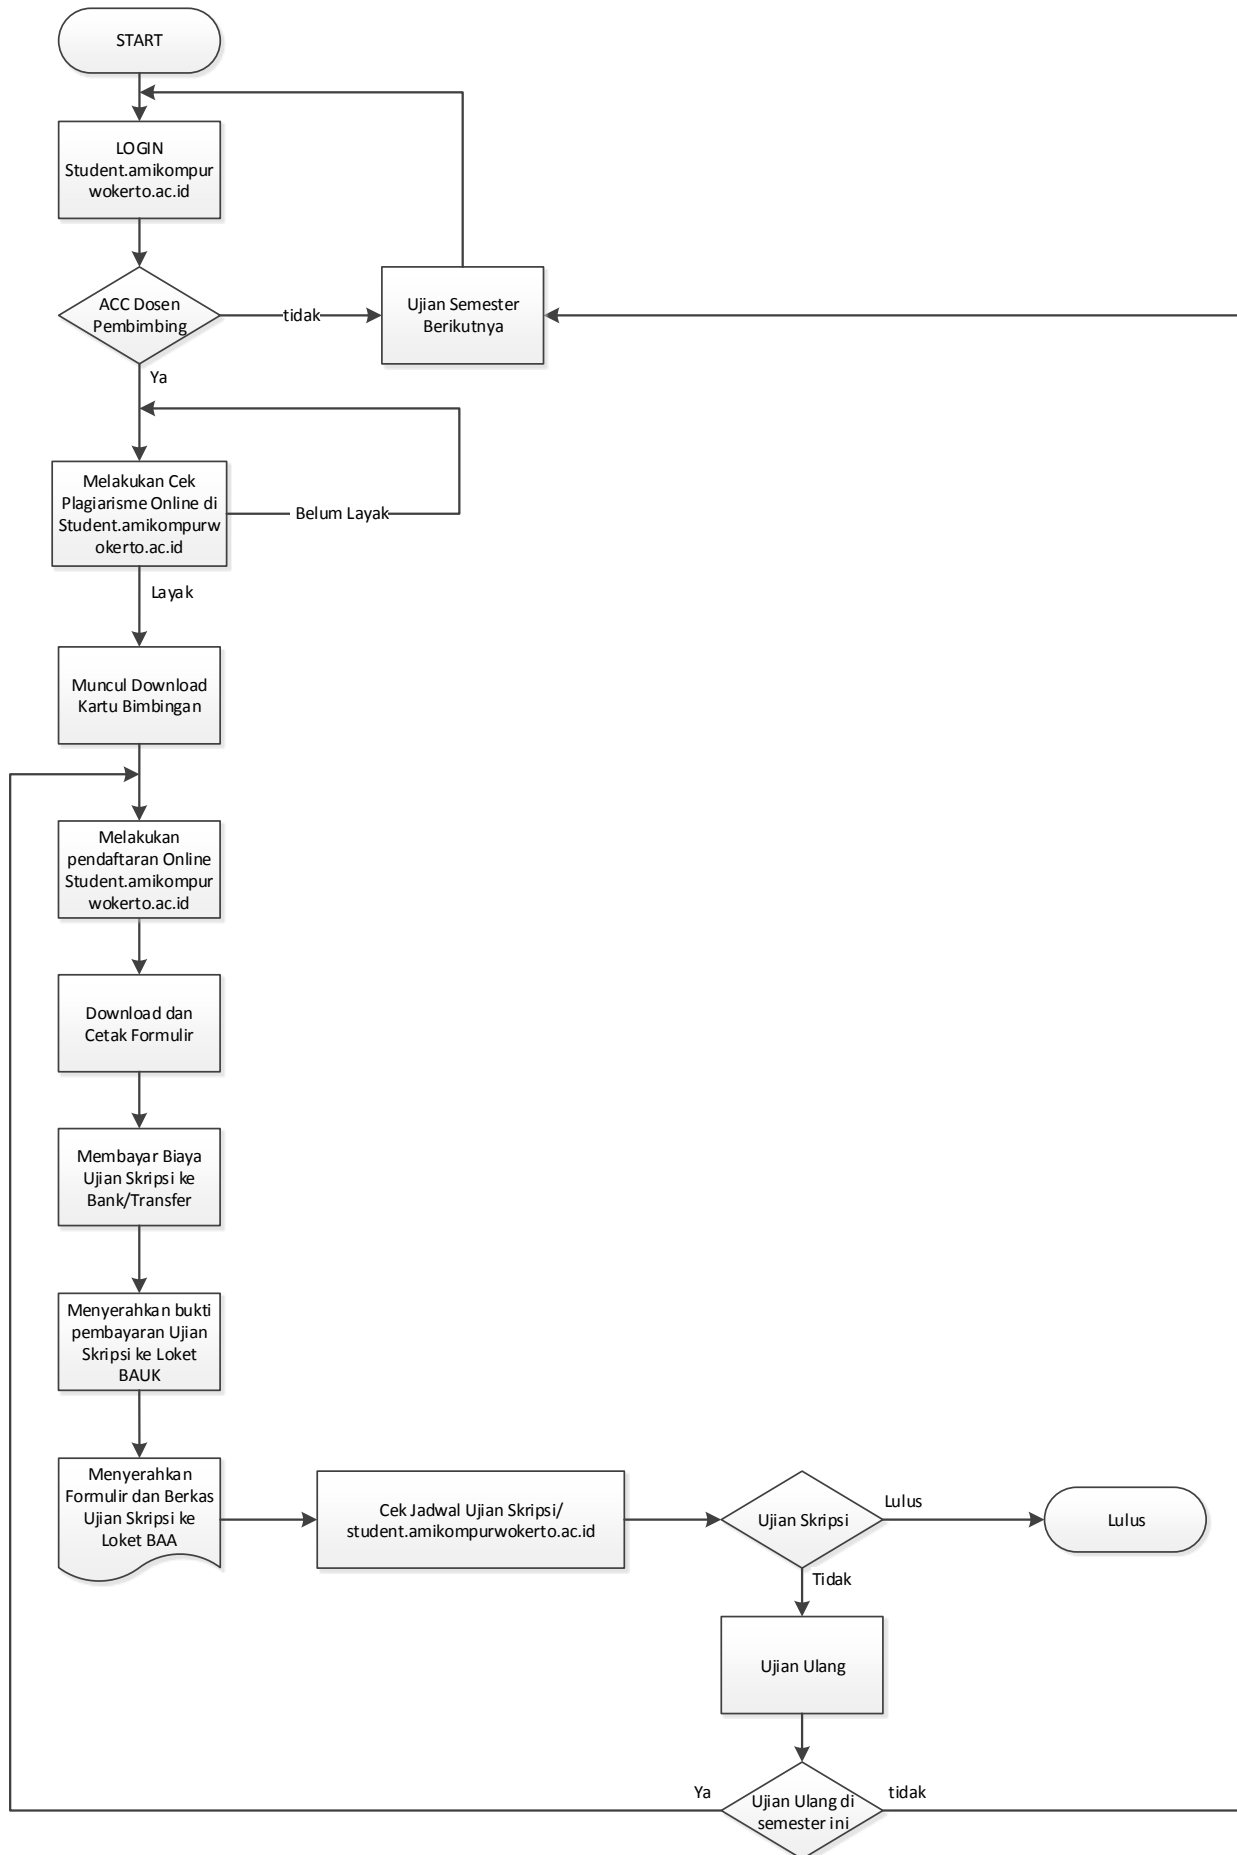 START
LOGIN
Student.amikompur
wokerto.ac.id
ACC Dosen
Pembimbing
tidak
Ujian Semester
Berikutnya
Ya
Melakukan Cek
Plagiarisme Online di
Student.amikompurw
okerto.ac.id
Belum Layak
Layak
Muncul Download
Kartu Bimbingan
Melakukan
pendaftaran Online
Student.amikompur
wokerto.ac.id
Download dan
Cetak Formulir
Membayar Biaya
Ujian Skripsi ke
Bank/Transfer
Menyerahkan bukti
pembayaran Ujian
Skripsi ke Loket
BAUK
Menyerahkan
Formulir dan Berkas
Ujian Skripsi ke
Loket BAA
Cek Jadwal Ujian Skripsi/
student.amikompurwokerto.ac.id
Ujian Skripsi
Lulus
Lulus
Tidak
Ujian Ulang
Ya
Ujian Ulang di
semester ini
tidak